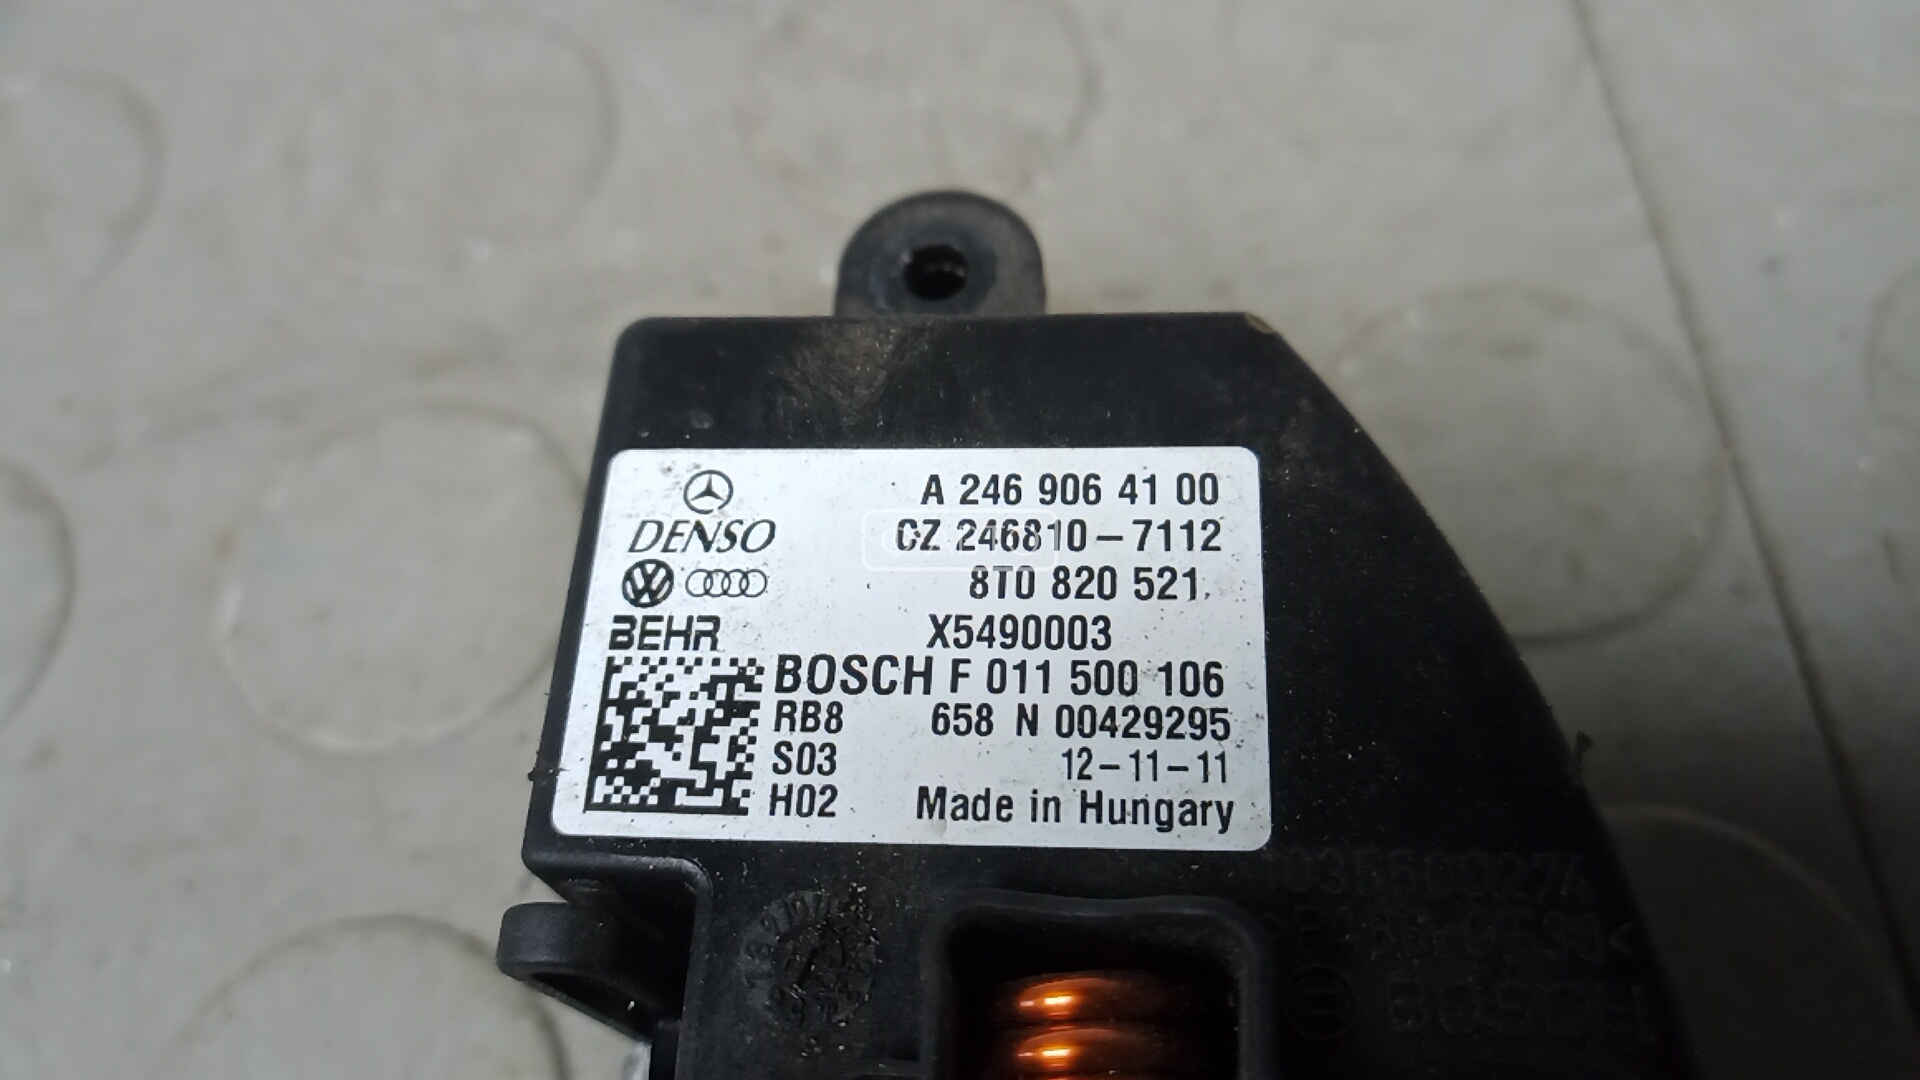 A 246 906 41 00
DENSO CZ 246810-7112
8T0 820 521.
BEHR X5490003
BOSCH F 011 500 106
RB8 658 N 00429295
S03 12-11-11
H02 Made in Hungary
1035509274
BOSCH